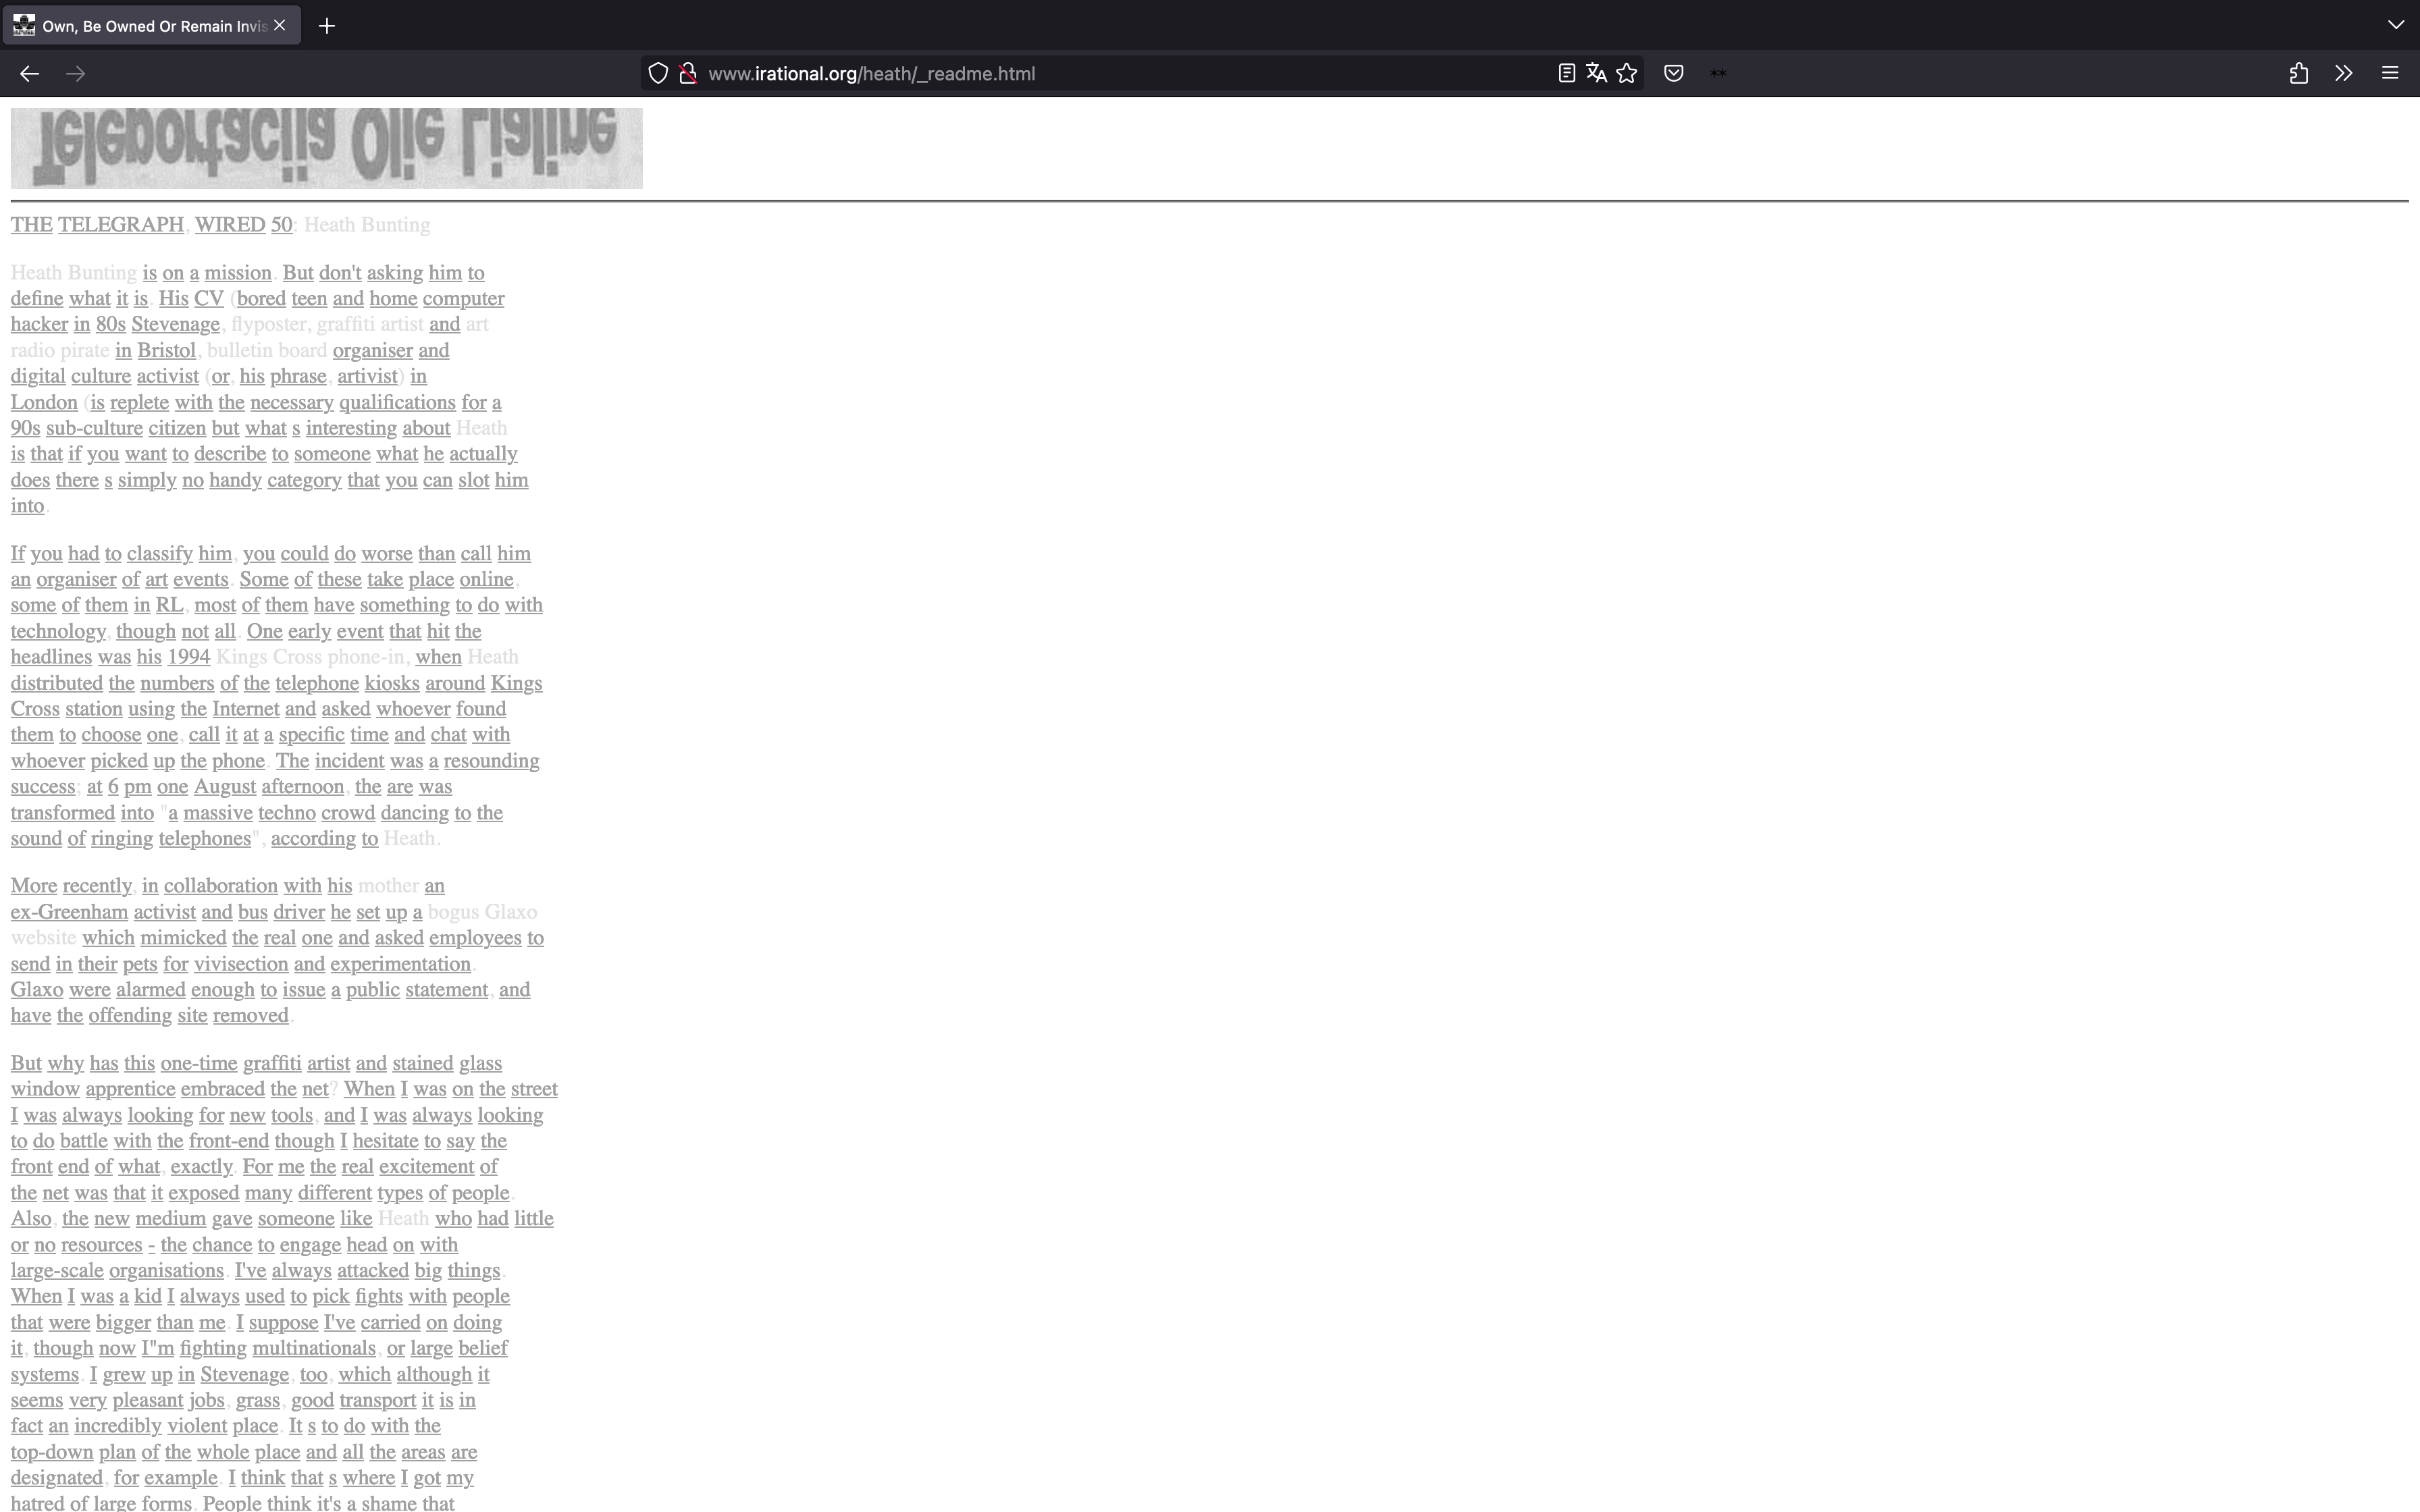 Own, Be Owned Or Remain Invis
www.irational.org/heath/_readme.html
Teleportacija Olia Lialina
THE TELEGRAPH, WIRED 50: Heath Bunting
Heath Bunting is on a mission. But don't asking him to
define what it is. His CV (bored teen and home computer
hacker in 80s Stevenage, flyposter, graffiti artist and art
radio pirate in Bristol, bulletin board organiser and
digital culture activist (or, his phrase, artivist) in
London (is replete with the necessary qualifications for a
90s sub-culture citizen but what s interesting about Heath
is that if you want to describe to someone what he actually
does there s simply no handy category that you can slot him
into.
If you had to classify him, you could do worse than call him
an organiser of art events. Some of these take place online,
some of them in RL, most of them have something to do with
technology, though not all. One early event that hit the
headlines was his 1994 Kings Cross phone-in, when Heath
distributed the numbers of the telephone kiosks around Kings
Cross station using the Internet and asked whoever found
them to choose one, call it at a specific time and chat with
whoever picked up the phone. The incident was a resounding
success; at 6 pm one August afternoon, the are was
transformed into "a massive techno crowd dancing to the
sound of ringing telephones", according to Heath.
More recently, in collaboration with his mother an
ex-Greenham activist and bus driver he set up a bogus Glaxo
website which mimicked the real one and asked employees to
send in their pets for vivisection and experimentation.
Glaxo were alarmed enough to issue a public statement, and
have the offending site removed.
But why has this one-time graffiti artist and stained glass
window apprentice embraced the net? When I was on the street
I was always looking for new tools, and I was always looking
to do battle with the front-end though I hesitate to say the
front end of what, exactly. For me the real excitement of
the net was that it exposed many different types of people.
Also, the new medium gave someone like Heath who had little
or no resources - the chance to engage head on with
large-scale organisations. I've always attacked big things.
When I was a kid I always used to pick fights with people
that were bigger than me. I suppose I've carried on doing
it, though now I"m fighting multinationals, or large belief
systems. I grew up in Stevenage, too, which although it
seems very pleasant jobs, grass, good transport it is in
fact an incredibly violent place. It s to do with the
top-down plan of the whole place and all the areas are
designated, for example. I think that s where I got my
hatred of large forms. People think it's a shame that